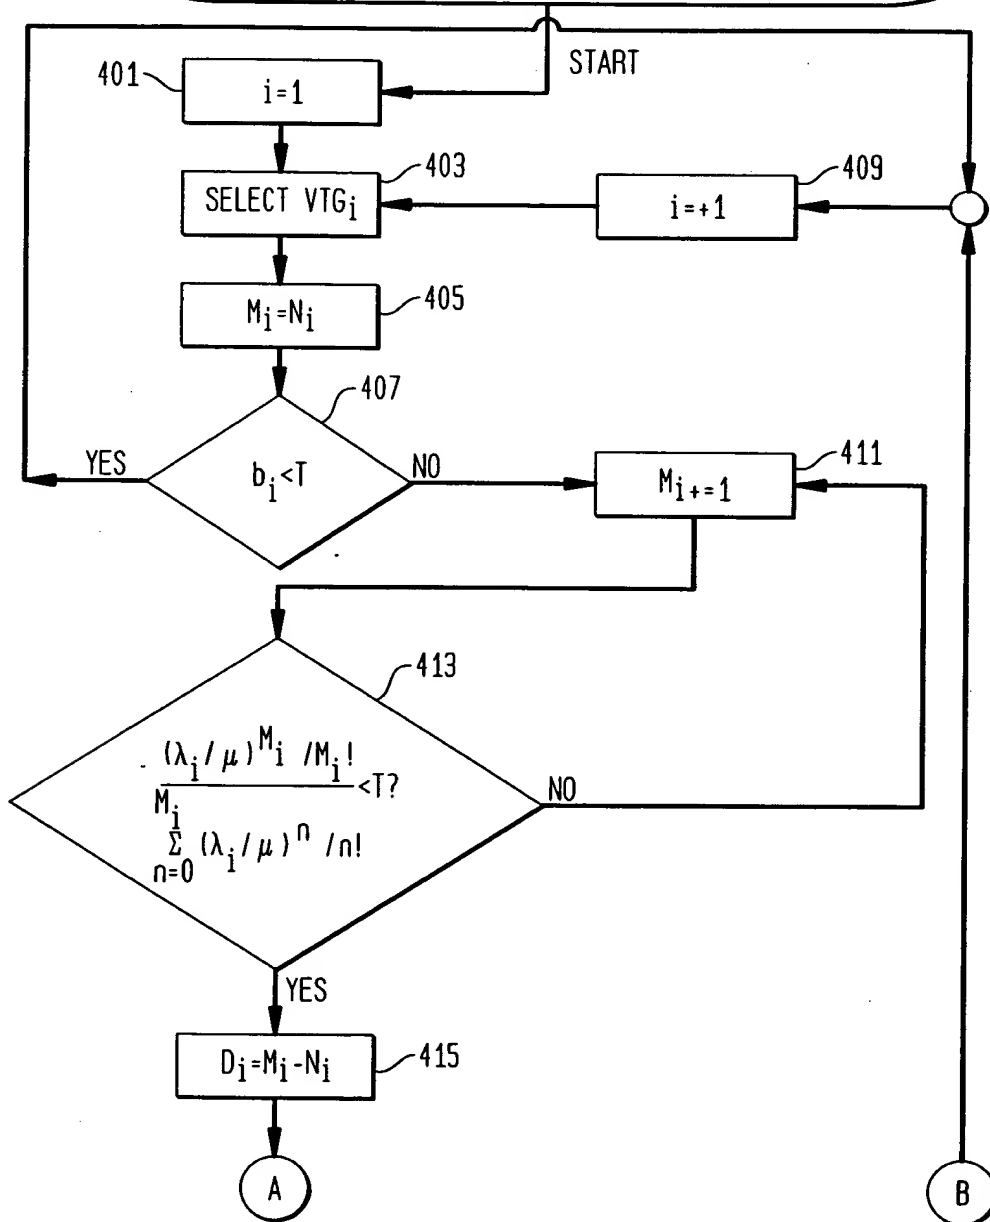 START
401
i=1
403
SELECT VTGi
409
i=+1
405
Mi=Ni
407
YES
bi<T
NO
411
Mi+=1
413
(λi/μ)^Mi /Mi!
<T?
Mi
Σ (λi/μ)^n /n!
n=0
NO
YES
Di=Mi-Ni
415
A
B